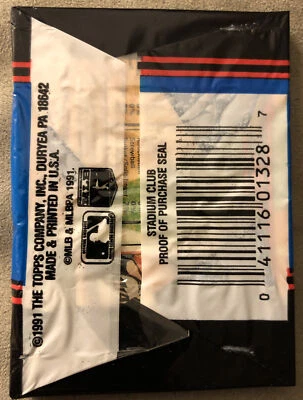 ©1991 THE TOPPS COMPANY, INC., DURYEA PA 18642
MADE & PRINTED IN U.S.A.
©MLB & MLBPA 1991
STADIUM CLUB
PROOF OF PURCHASE SEAL
0 41116 01328 7